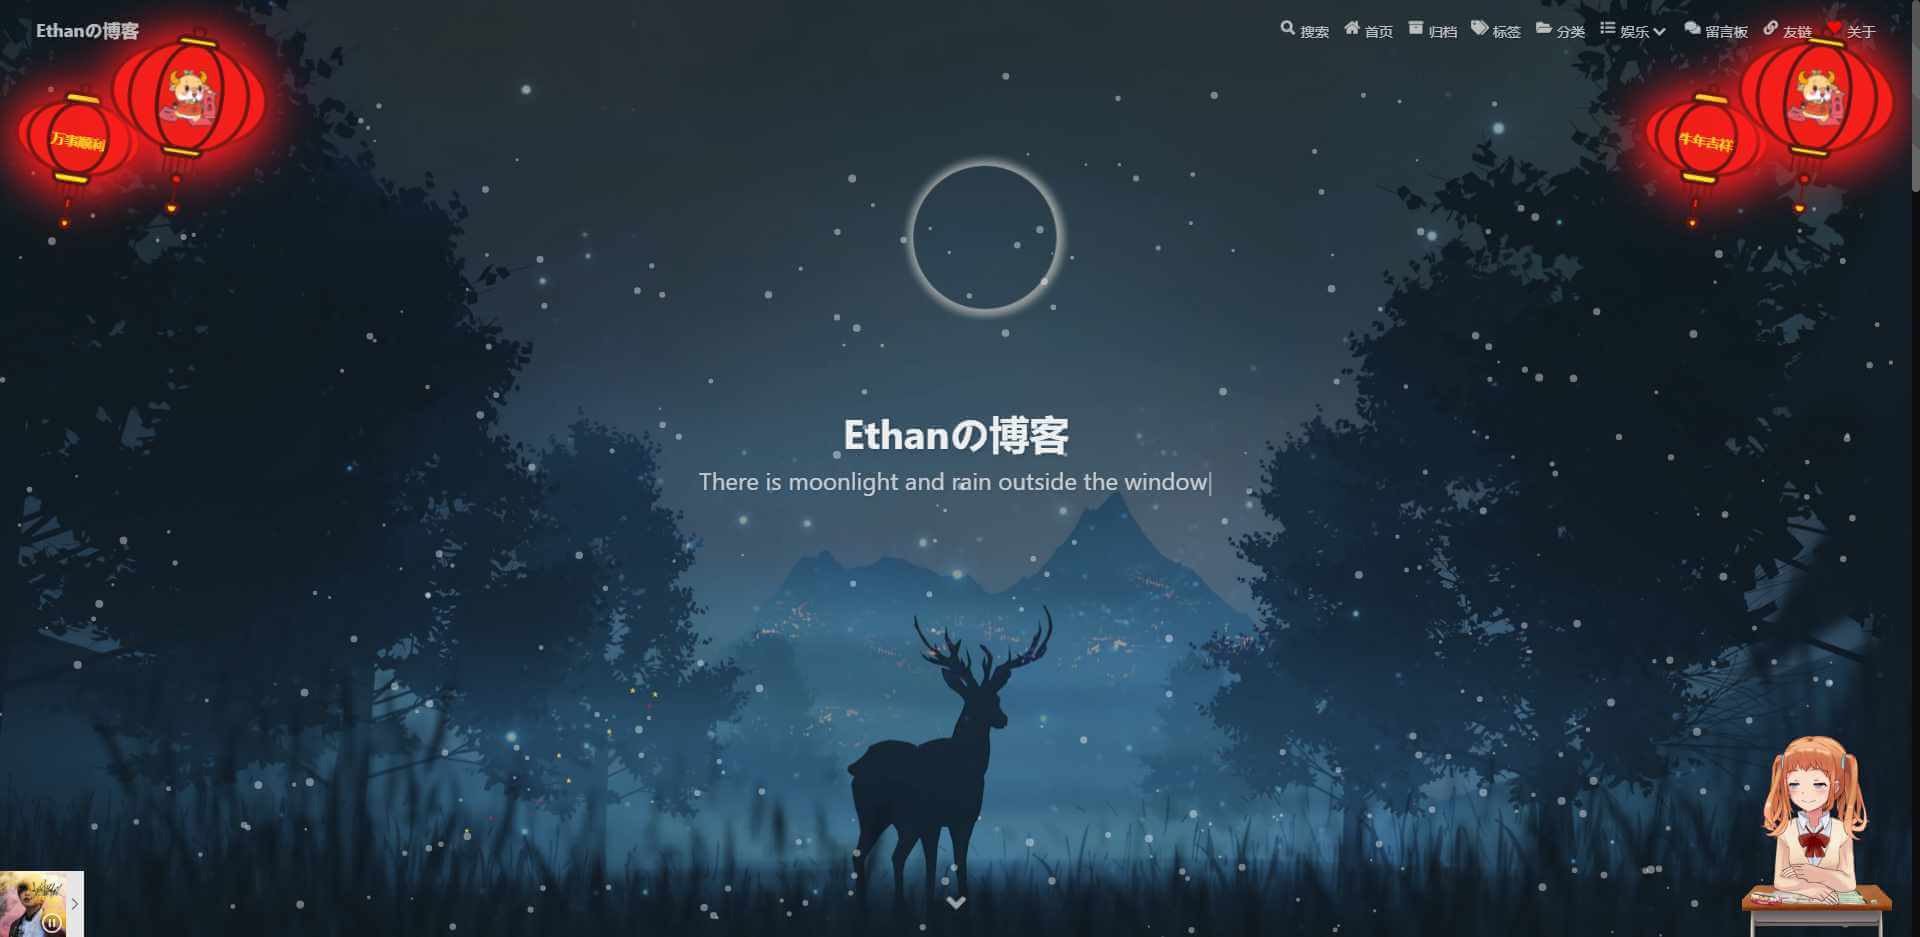 Ethanの博客
搜索 首页 归档 标签 分类 娱乐 留言板 友链 关于
万事顺利
牛年吉祥
Ethanの博客
There is moonlight and rain outside the window|